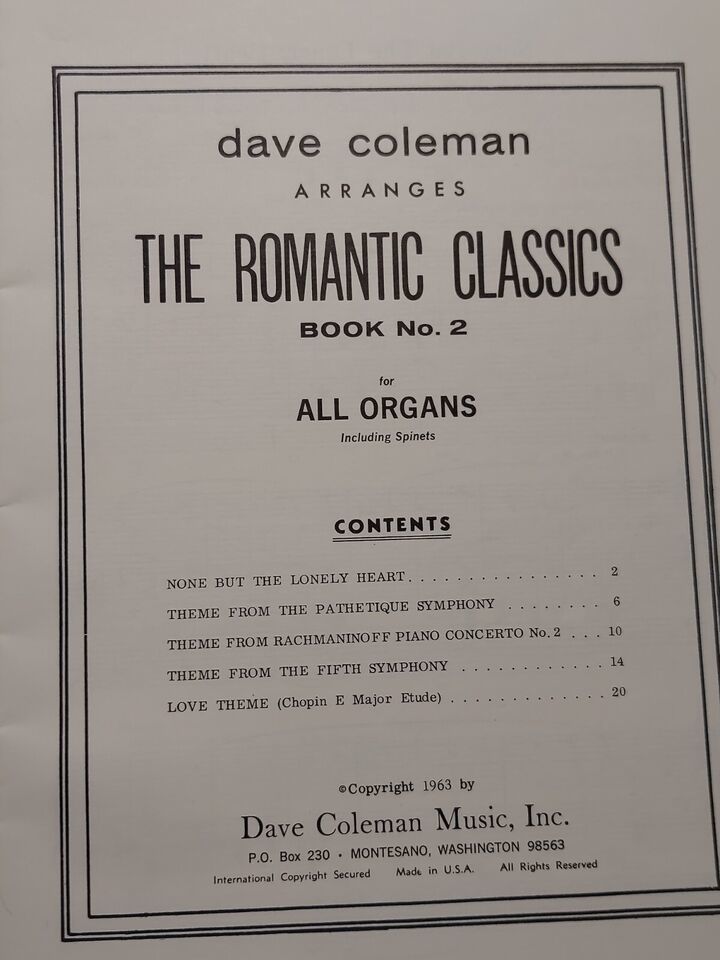 dave coleman
ARRANGES
THE ROMANTIC CLASSICS
BOOK No. 2
for
ALL ORGANS
Including Spinets
CONTENTS
NONE BUT THE LONELY HEART. . . . . . . . . . . . . . . . 2
THEME FROM THE PATHETIQUE SYMPHONY . . . . . . . . 6
THEME FROM RACHMANINOFF PIANO CONCERTO No. 2 . . . 10
THEME FROM THE FIFTH SYMPHONY . . . . . . . . . . . . 14
LOVE THEME (Chopin E Major Etude) . . . . . . . . . . . . . 20
©Copyright 1963 by
Dave Coleman Music, Inc.
P.O. Box 230 · MONTESANO, WASHINGTON 98563
International Copyright Secured Made in U.S.A. All Rights Reserved